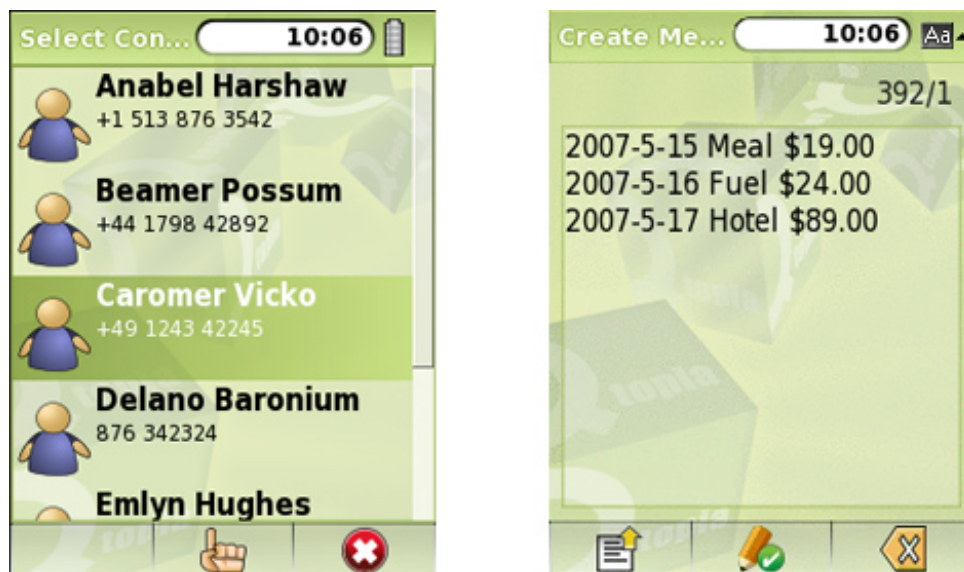 Select Con... 10:06
Anabel Harshaw
+1 513 876 3542
Beamer Possum
+44 1798 42892
Caromer Vicko
+49 1243 42245
Delano Baronium
876 342324
Emlyn Hughes
topia
Create Me... 10:06 Aa
392/1
2007-5-15 Meal $19.00
2007-5-16 Fuel $24.00
2007-5-17 Hotel $89.00
topia